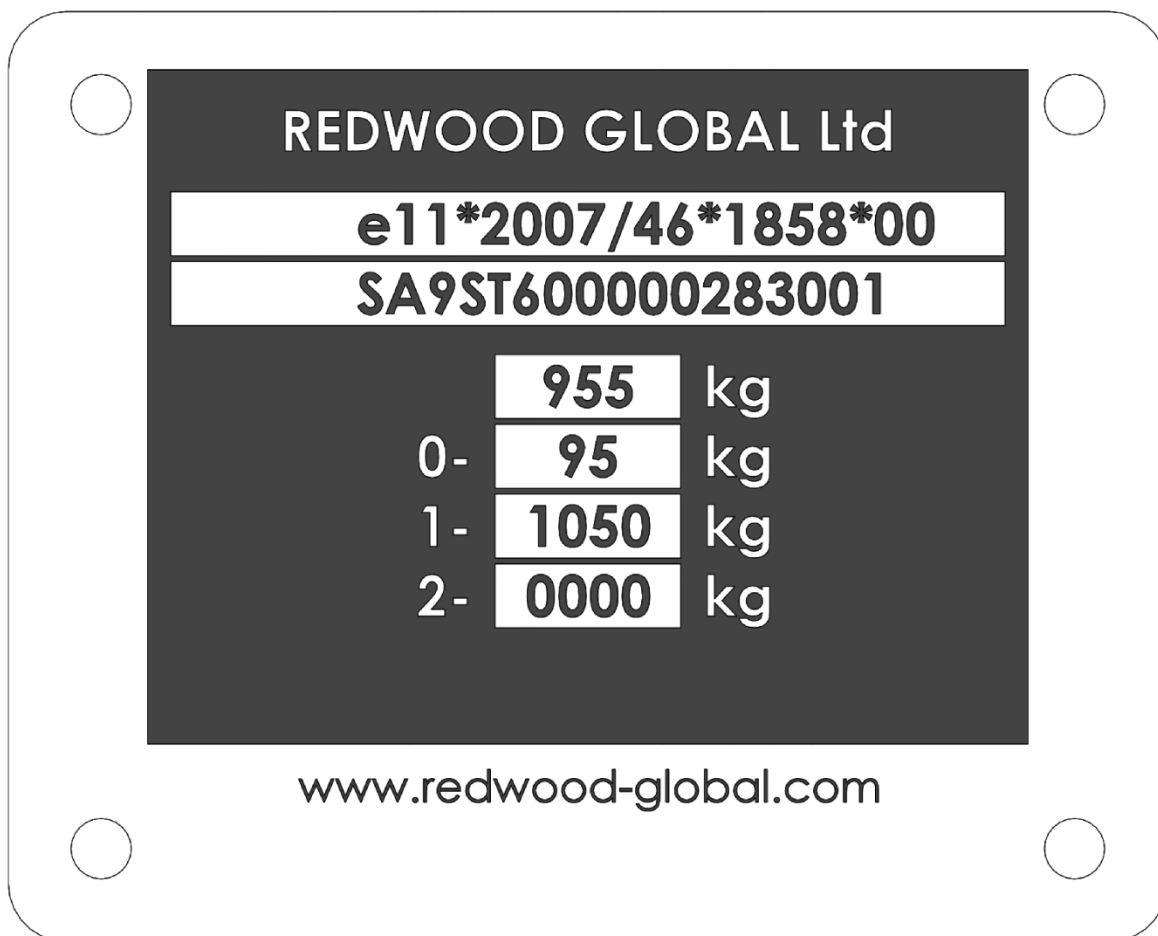 REDWOOD GLOBAL Ltd
e11*2007/46*1858*00
SA9ST600000283001
955 kg
0- 95 kg
1- 1050 kg
2- 0000 kg
www.redwood-global.com